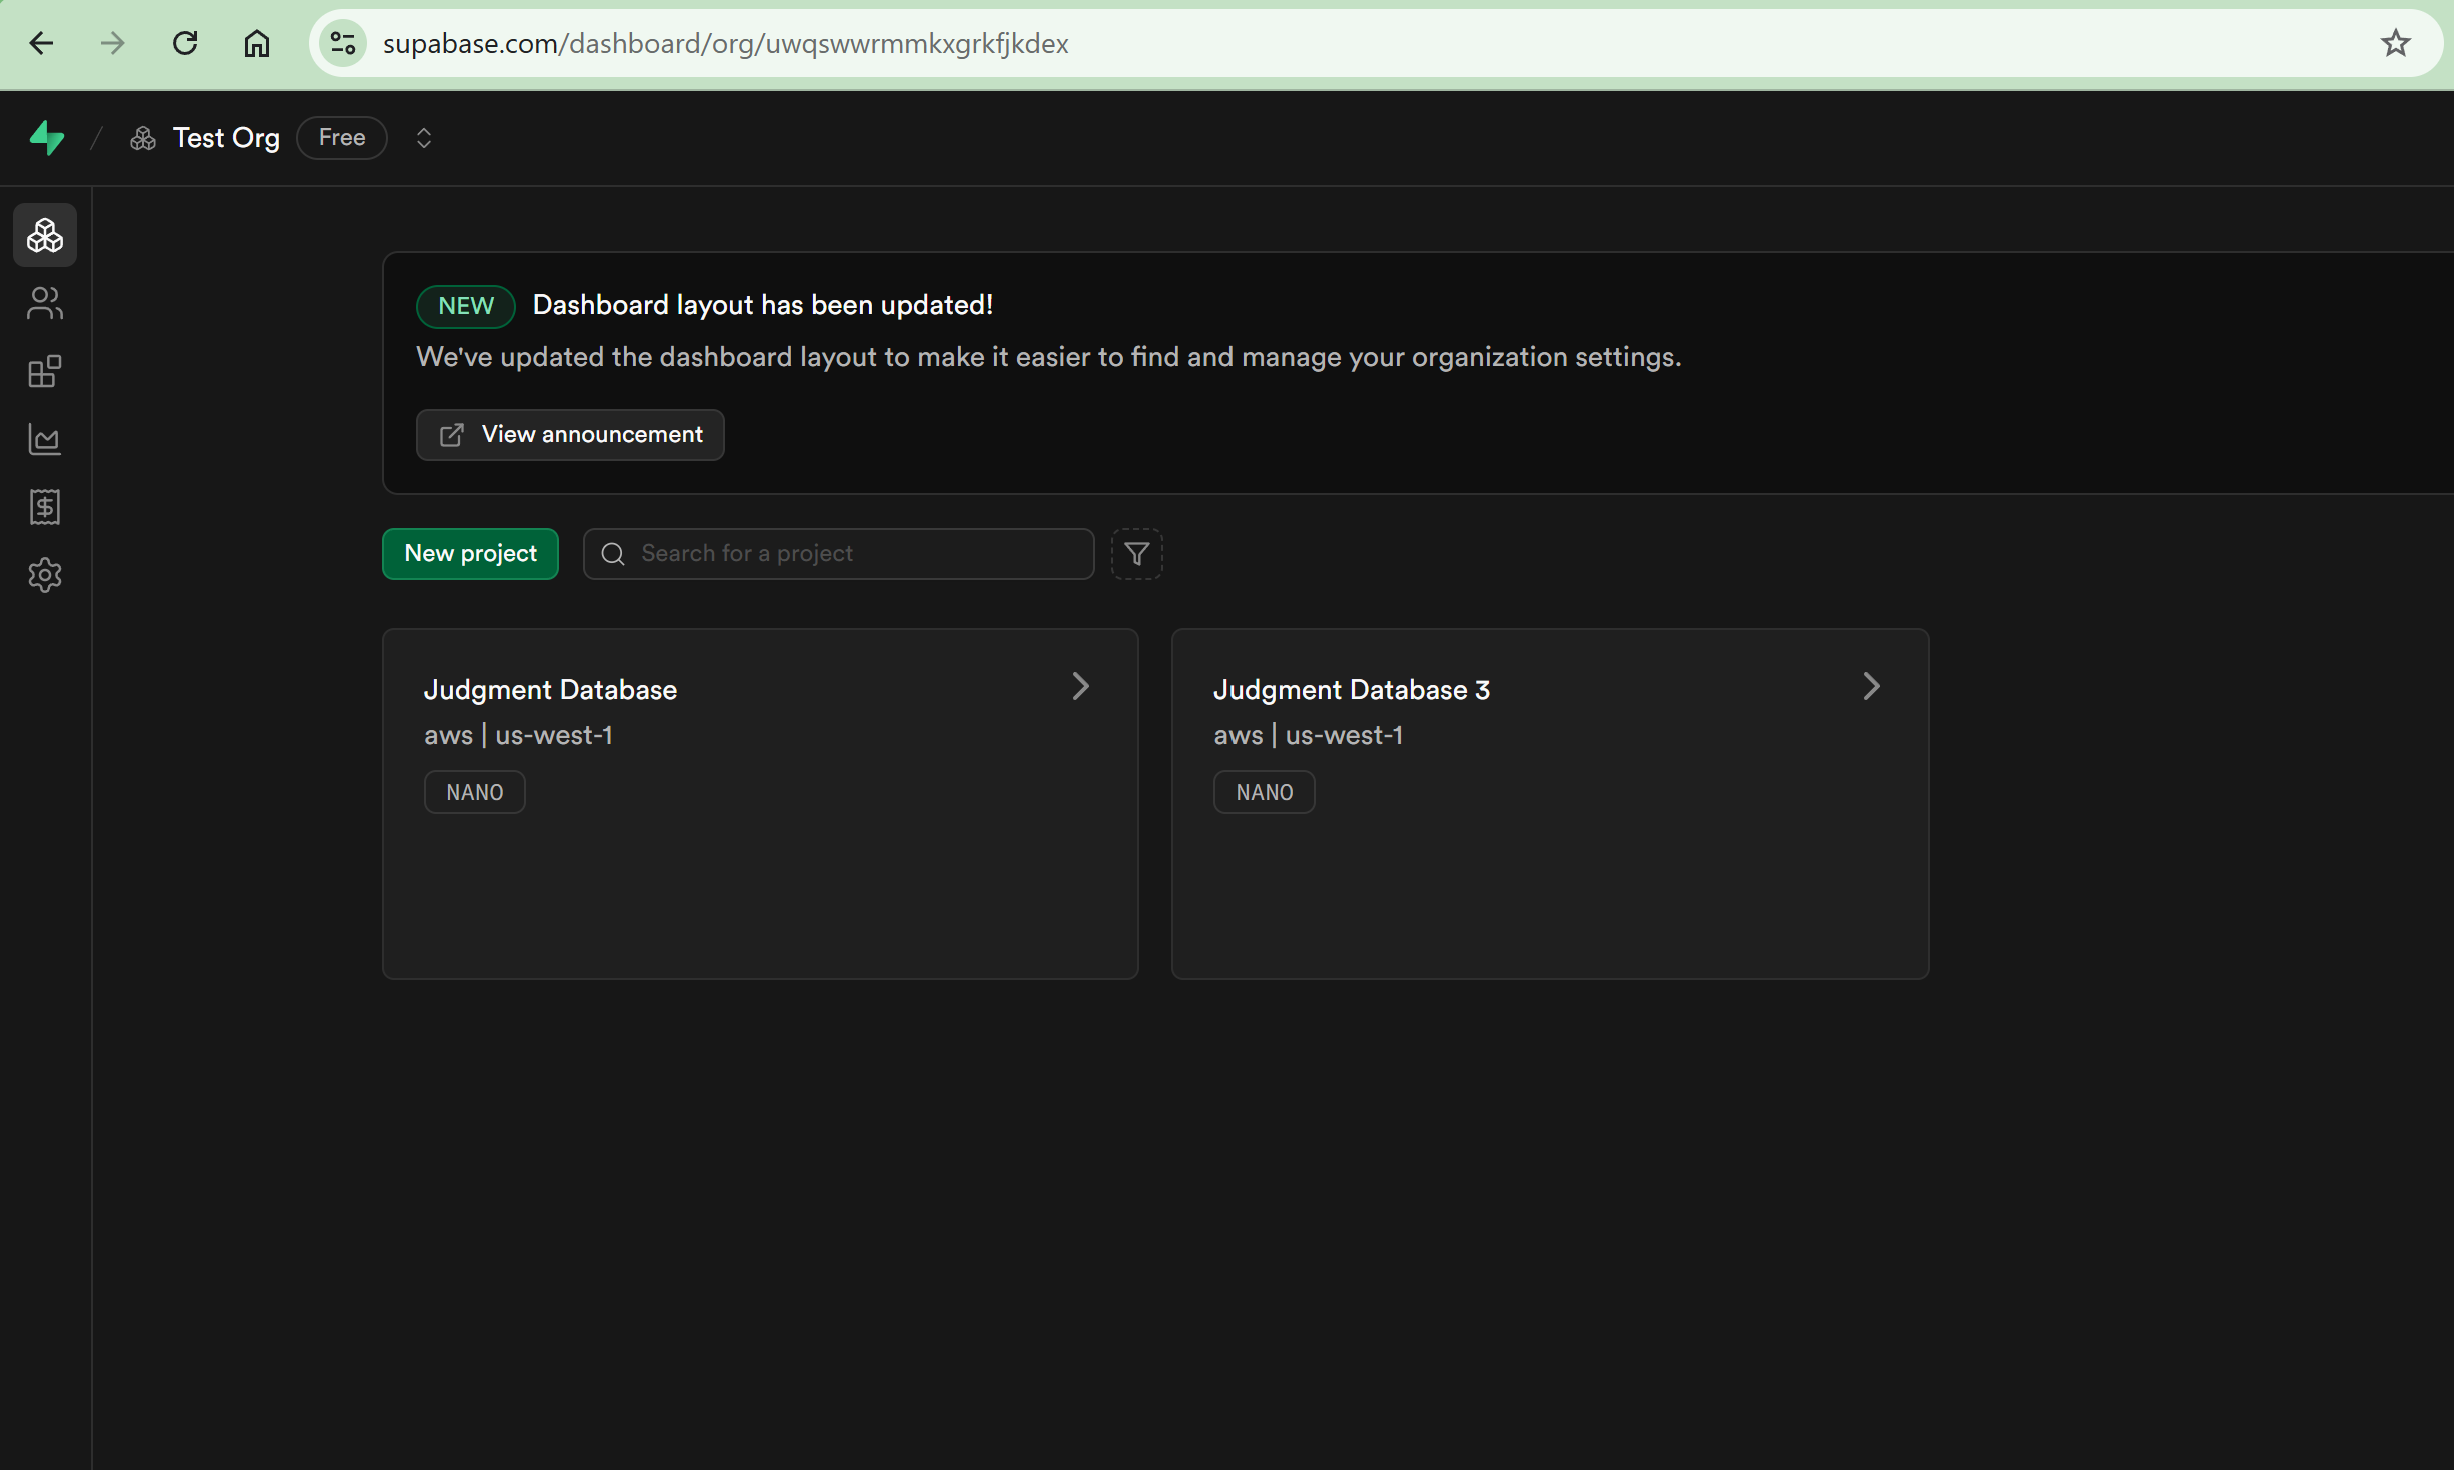 supabase.com/dashboard/org/uwqswwrmmkxgrkfjkdex
Test Org Free
NEW Dashboard layout has been updated!
We've updated the dashboard layout to make it easier to find and manage your organization settings.
View announcement
New project Search for a project
Judgment Database
aws | us-west-1
NANO
Judgment Database 3
aws | us-west-1
NANO